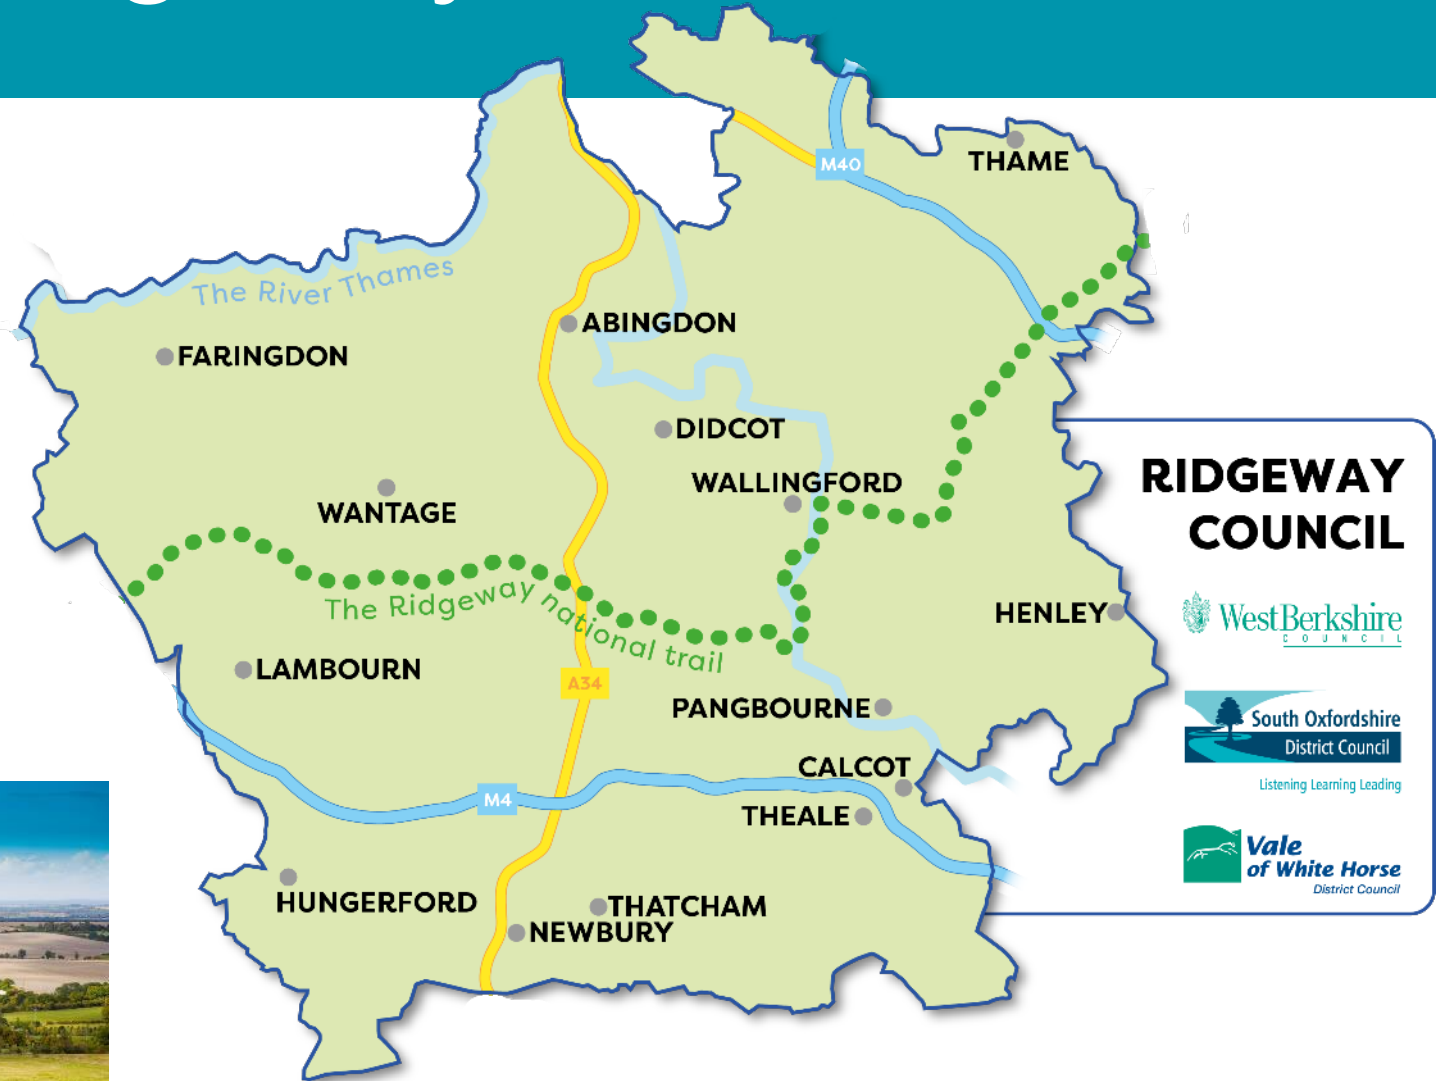 M40
THAME
The River Thames
ABINGDON
FARINGDON
DIDCOT
WALLINGFORD
WANTAGE
The Ridgeway national trail
HENLEY
LAMBOURN
A34
PANGBOURNE
CALCOT
M4
THEALE
HUNGERFORD
THATCHAM
NEWBURY
RIDGEWAY
COUNCIL
West Berkshire
COUNCIL
South Oxfordshire
District Council
Listening Learning Leading
Vale
of White Horse
District Council